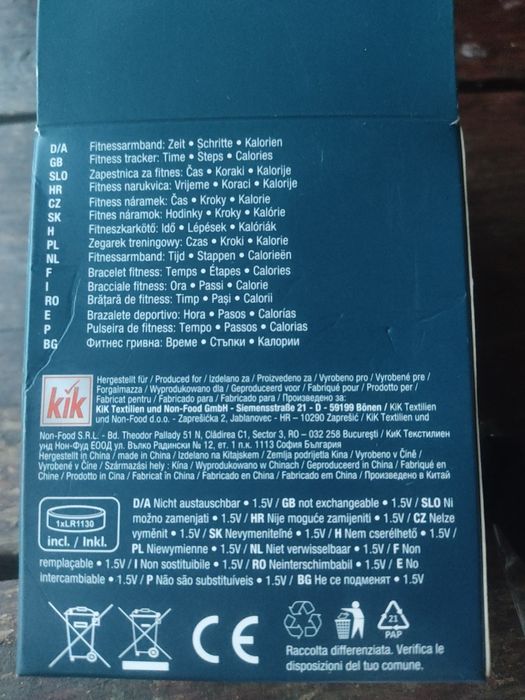 D/A Fitnessarmband: Zeit • Schritte • Kalorien
GB Fitness tracker: Time • Steps • Calories
SLO Zapestnica za fitnes: Čas • Koraki • Kalorije
HR Fitness narukvica: Vrijeme • Koraci • Kalorije
CZ Fitness náramek: Čas • Kroky • Kalorie
SK Fitnes náramok: Hodinky • Kroky • Kalórie
H Fitneszkarkötő: Idő • Lépések • Kalóriák
PL Zegarek treningowy: Czas • Kroki • Kalorie
NL Fitnessarmband: Tijd • Stappen • Calorieën
F Bracelet fitness: Temps • Étapes • Calories
I Bracciale fitness: Ora • Passi • Calorie
RO Brățară de fitness: Timp • Pași • Calorii
E Brazalete deportivo: Hora • Pasos • Calorías
P Pulseira de fitness: Tempo • Passos • Calorias
BG Фитнес гривна: Време • Стъпки • Калории
kik
Hergestellt für / Produced for / Izdelano za / Proizvedeno za / Vyrobeno pro / Vyrobené pre /
Forgalmazza / Wyprodukowano dla / Geproduceerd voor / Fabriqué pour / Prodotto per /
Fabricat pentru / Fabricado para / Fabricado para / Произведено за:
KiK Textilien und Non-Food GmbH - Siemensstraße 21 - D - 59199 Bönen / KiK Textilien
und Non-Food d.o.o. - Zaprešička 2, Jablanovec - HR – 10290 Zaprešić / KiK Textilien und
Non-Food S.R.L. - Bd. Theodor Pallady 51 N, Clădirea C1, Sector 3, RO – 032 258 București / КиК Текстилиен
унд Нон-Фуд ЕООД ул. Вълко Радински № 12, ет. 1 п.к. 1113 София България
Hergestellt in China / made in China / Izdelano na Kitajskem / Zemlja podrijetla Kina / Vyrobeno v Číně /
Vyrobené v Číne / Származási hely : Kína / Wyprodukowano w Chinach / Geproduceerd in China / Fabriqué en
Chine / Prodotto in Cina / Fabricat în China / Fabricado en China / Fabricado em China / Произведено в Китай
1xLR1130
incl. / Inkl.
D/A Nicht austauschbar • 1.5V / GB not exchangeable • 1.5V / SLO Ni
možno zamenjati • 1.5V / HR Nije moguće zamijeniti • 1.5V / CZ Nelze
vyměnit • 1.5V / SK Nevymeniteľné • 1.5V / H Nem cserélhető • 1.5V
/ PL Niewymienne • 1.5V / NL Niet verwisselbaar • 1.5V / F Non
remplaçable • 1.5V / I Non sostituibile • 1.5V / RO Neinterschimbabil • 1.5V / E No
intercambiable • 1.5V / P Não são substituíveis • 1.5V / BG Не се подменят • 1.5V
CE
21
PAP
Raccolta differenziata. Verifica le
disposizioni del tuo comune.